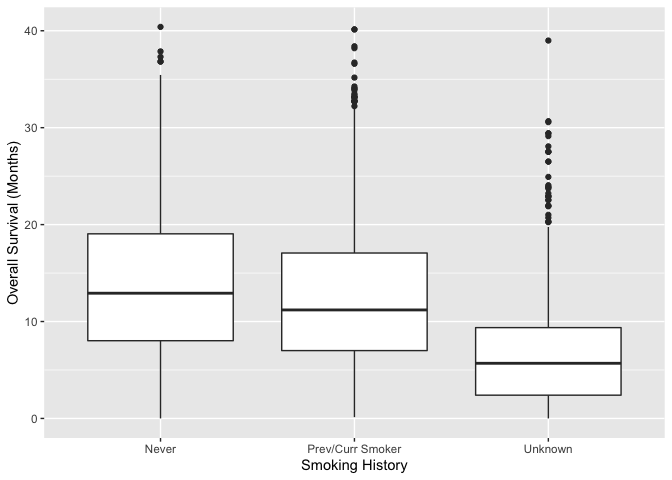 Overall Survival (Months)
40
30
20
10
0
Never
Prev/Curr Smoker
Unknown
Smoking History